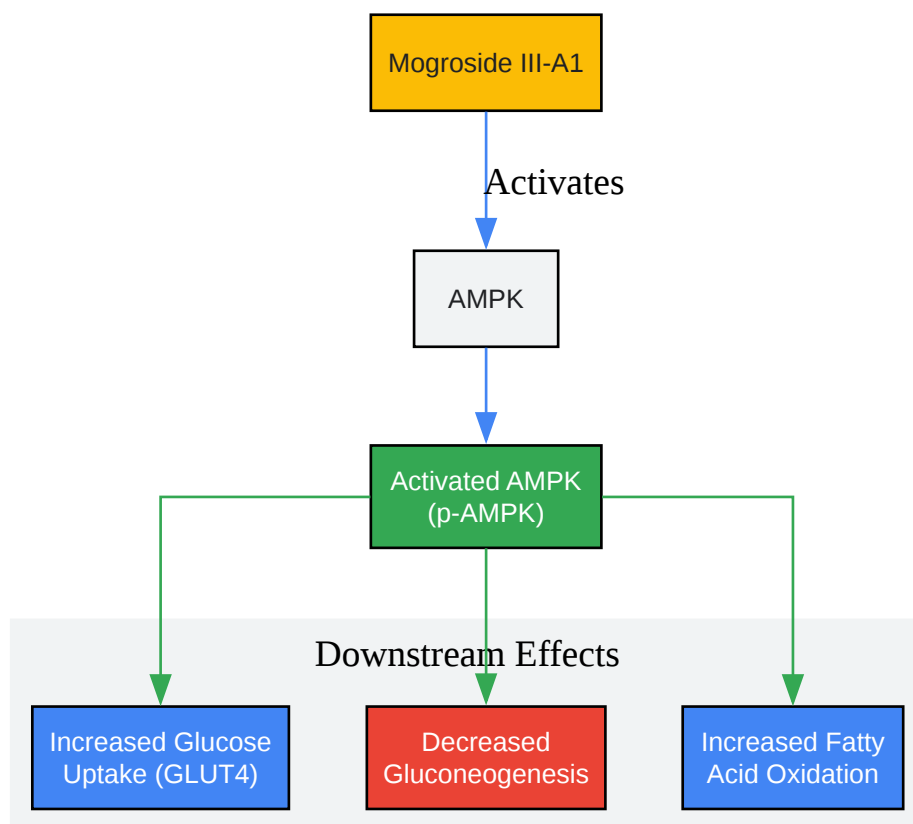 Mogroside III-A1
Activates
AMPK
Activated AMPK
(p-AMPK)
Downstream Effects
Increased Glucose
Uptake (GLUT4)
Decreased
Gluconeogenesis
Increased Fatty
Acid Oxidation